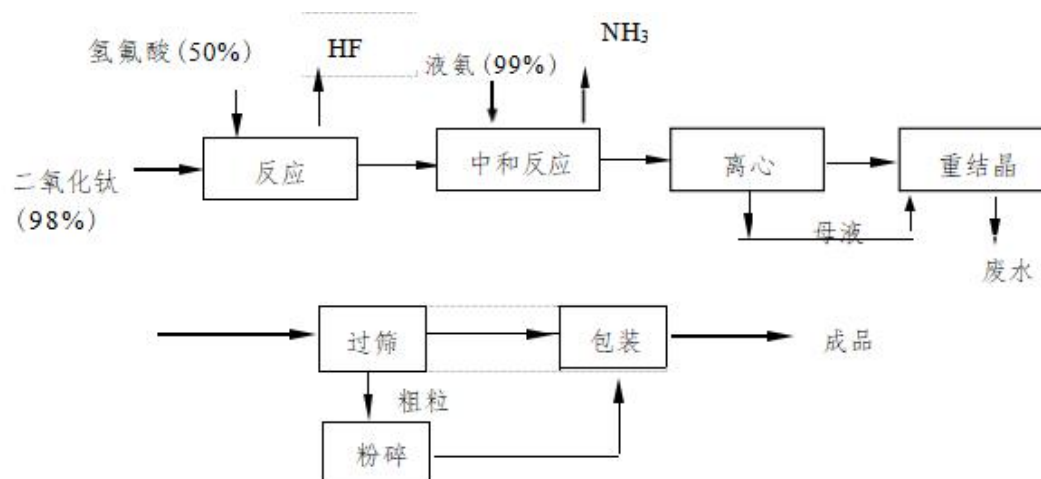 氢氟酸(50%)
HF
液氨(99%)
NH₃
二氧化钛
(98%)
反应
中和反应
离心
重结晶
母液
废水
过筛
包装
成品
粗粒
粉碎